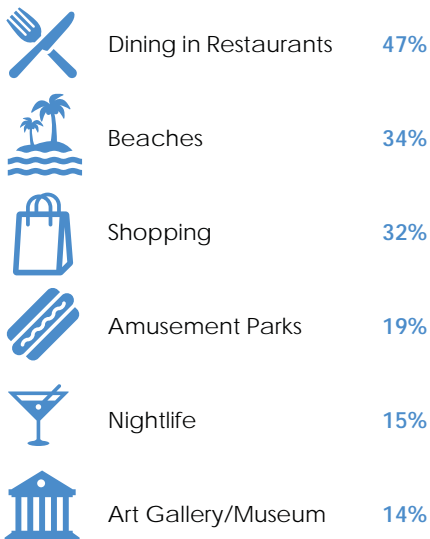 Dining in Restaurants 47%
Beaches 34%
Shopping 32%
Amusement Parks 19%
Nightlife 15%
Art Gallery/Museum 14%